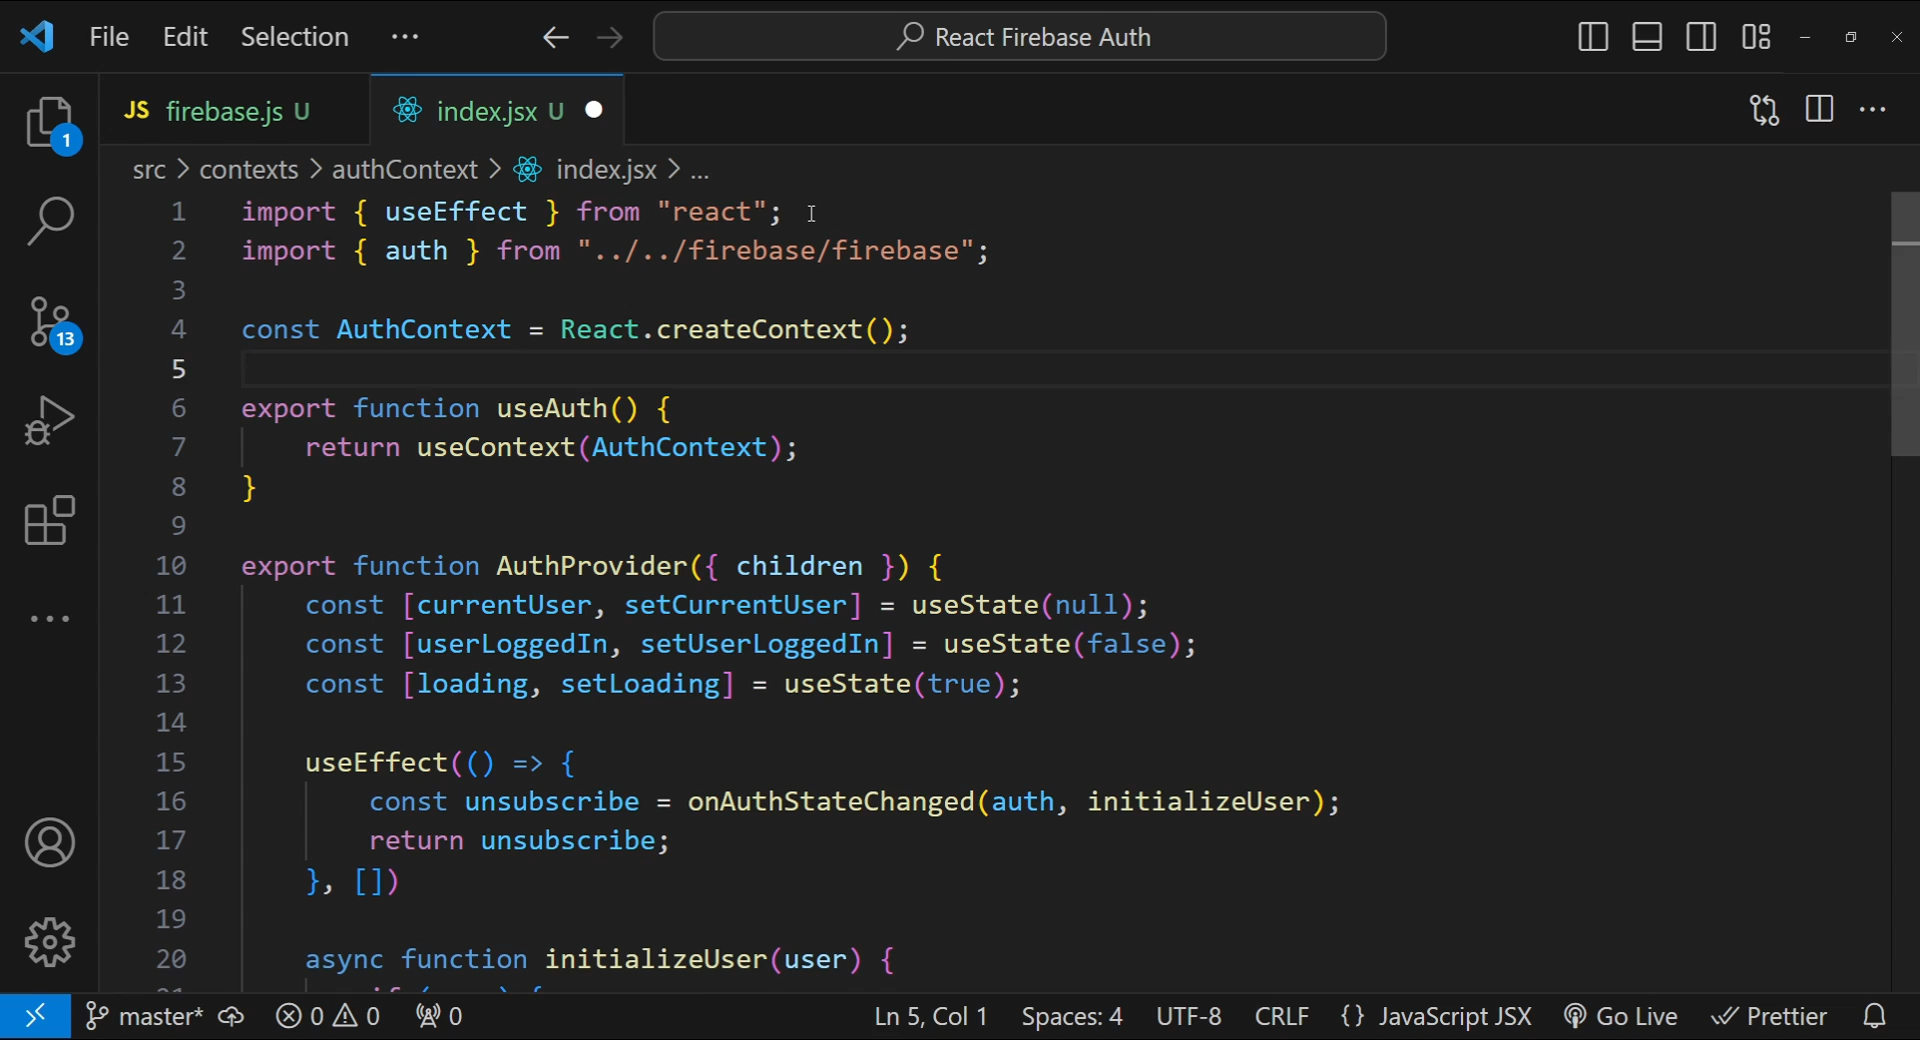 File Edit Selection ··· React Firebase Auth
JS firebase.js U index.jsx U
src > contexts > authContext > index.jsx > ...
1 import { useEffect } from "react";
2 import { auth } from "../../firebase/firebase";
3
4 const AuthContext = React.createContext();
5
6 export function useAuth() {
7 return useContext(AuthContext);
8 }
9
10 export function AuthProvider({ children }) {
11 const [currentUser, setCurrentUser] = useState(null);
12 const [userLoggedIn, setUserLoggedIn] = useState(false);
13 const [loading, setLoading] = useState(true);
14
15 useEffect(() => {
16 const unsubscribe = onAuthStateChanged(auth, initializeUser);
17 return unsubscribe;
18 }, [])
19
20 async function initializeUser(user) {
1
13
master* 0 0 0 Ln 5, Col 1 Spaces: 4 UTF-8 CRLF {} JavaScript JSX Go Live Prettier